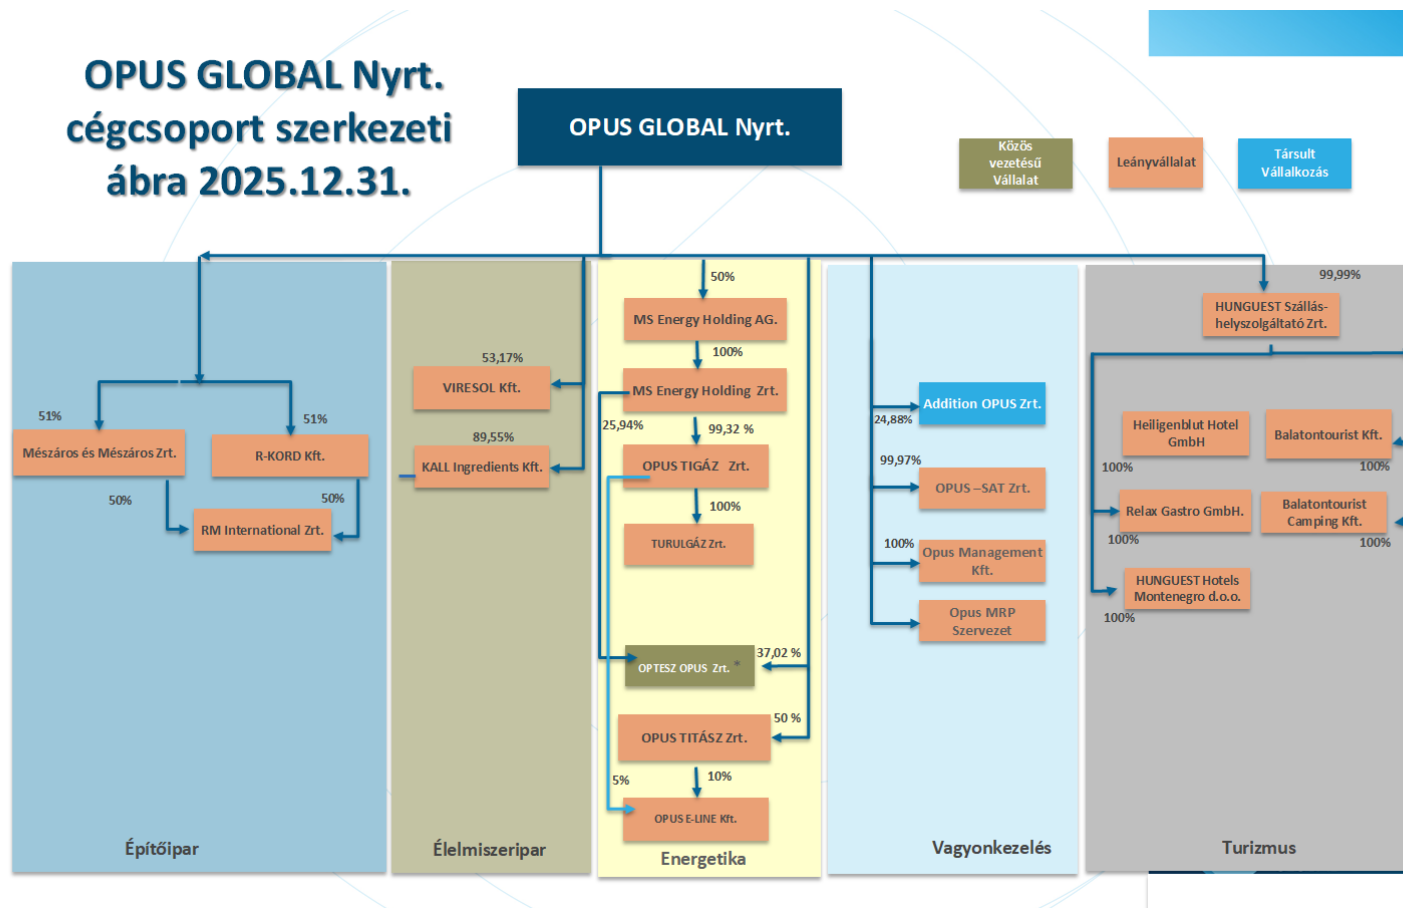 OPUS GLOBAL Nyrt.
cégcsoport szerkezeti
ábra 2025.12.31.
OPUS GLOBAL Nyrt.
Közös
vezetésű
Vállalat
Leányvállalat
Társult
Vállalkozás
51%
51%
Mészáros és Mészáros Zrt.
R-KORD Kft.
50%
50%
RM International Zrt.
Építőipar
53,17%
VIRESOL Kft.
89,55%
KALL Ingredients Kft.
Élelmiszeripar
50%
MS Energy Holding AG.
100%
MS Energy Holding Zrt.
25,94%
99,32 %
OPUS TIGÁZ Zrt.
100%
TURULGÁZ Zrt.
37,02 %
OPTESZ OPUS Zrt. *
50 %
OPUS TITÁSZ Zrt.
5%
10%
OPUS E-LINE Kft.
Energetika
Addition OPUS Zrt.
24,88%
99,97%
OPUS –SAT Zrt.
100%
Opus Management
Kft.
Opus MRP
Szervezet
Vagyonkezelés
99,99%
HUNGUEST Szállás-
helyszolgáltató Zrt.
Heiligenblut Hotel
GmbH
100%
Balatontourist Kft.
100%
Relax Gastro GmbH.
100%
Balatontourist
Camping Kft.
100%
HUNGUEST Hotels
Montenegro d.o.o.
100%
Turizmus